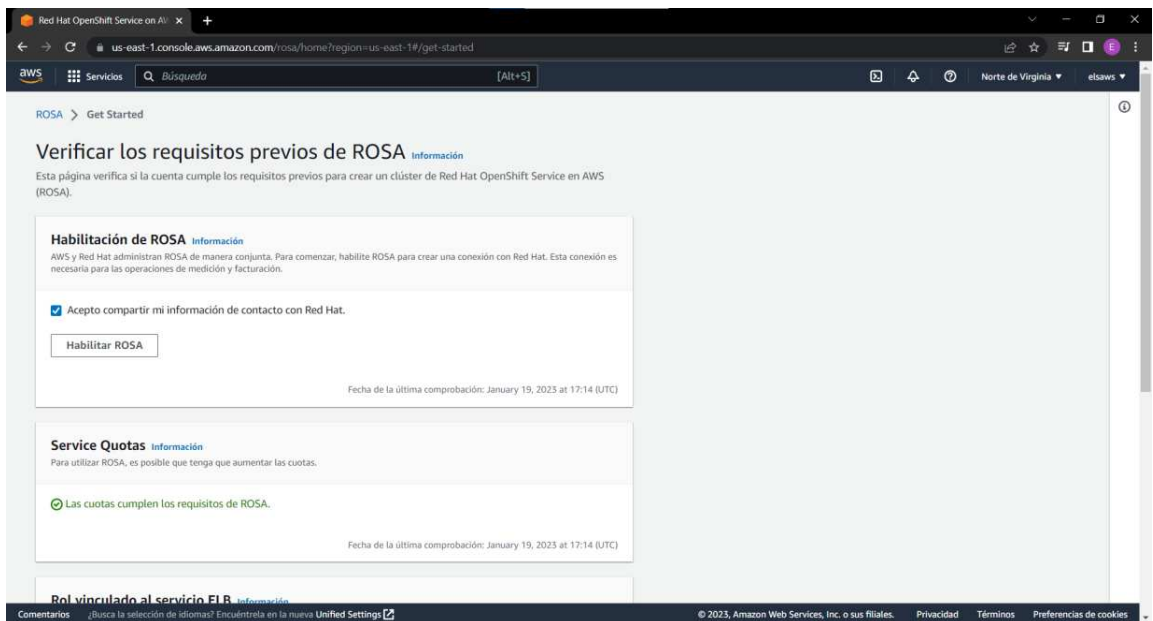 Red Hat OpenShift Service on AW
us-east-1.console.aws.amazon.com/rosa/home?region=us-east-1#/get-started
E
aws
Servicios
Búsqueda
[Alt+S]
Norte de Virginia
elsaws
ROSA > Get Started
Verificar los requisitos previos de ROSA Información
Esta página verifica si la cuenta cumple los requisitos previos para crear un clúster de Red Hat OpenShift Service en AWS
(ROSA).
Habilitación de ROSA Información
AWS y Red Hat administran ROSA de manera conjunta. Para comenzar, habilite ROSA para crear una conexión con Red Hat. Esta conexión es
necesaria para las operaciones de medición y facturación.
Acepto compartir mi información de contacto con Red Hat.
Habilitar ROSA
Fecha de la última comprobación: January 19, 2023 at 17:14 (UTC)
Service Quotas Información
Para utilizar ROSA, es posible que tenga que aumentar las cuotas.
Las cuotas cumplen los requisitos de ROSA.
Fecha de la última comprobación: January 19, 2023 at 17:14 (UTC)
Rol vinculado al servicio ELB Información
Comentarios
¿Busca la selección de idiomas? Encuéntrela en la nueva Unified Settings
© 2023, Amazon Web Services, Inc. o sus filiales.
Privacidad
Términos
Preferencias de cookies